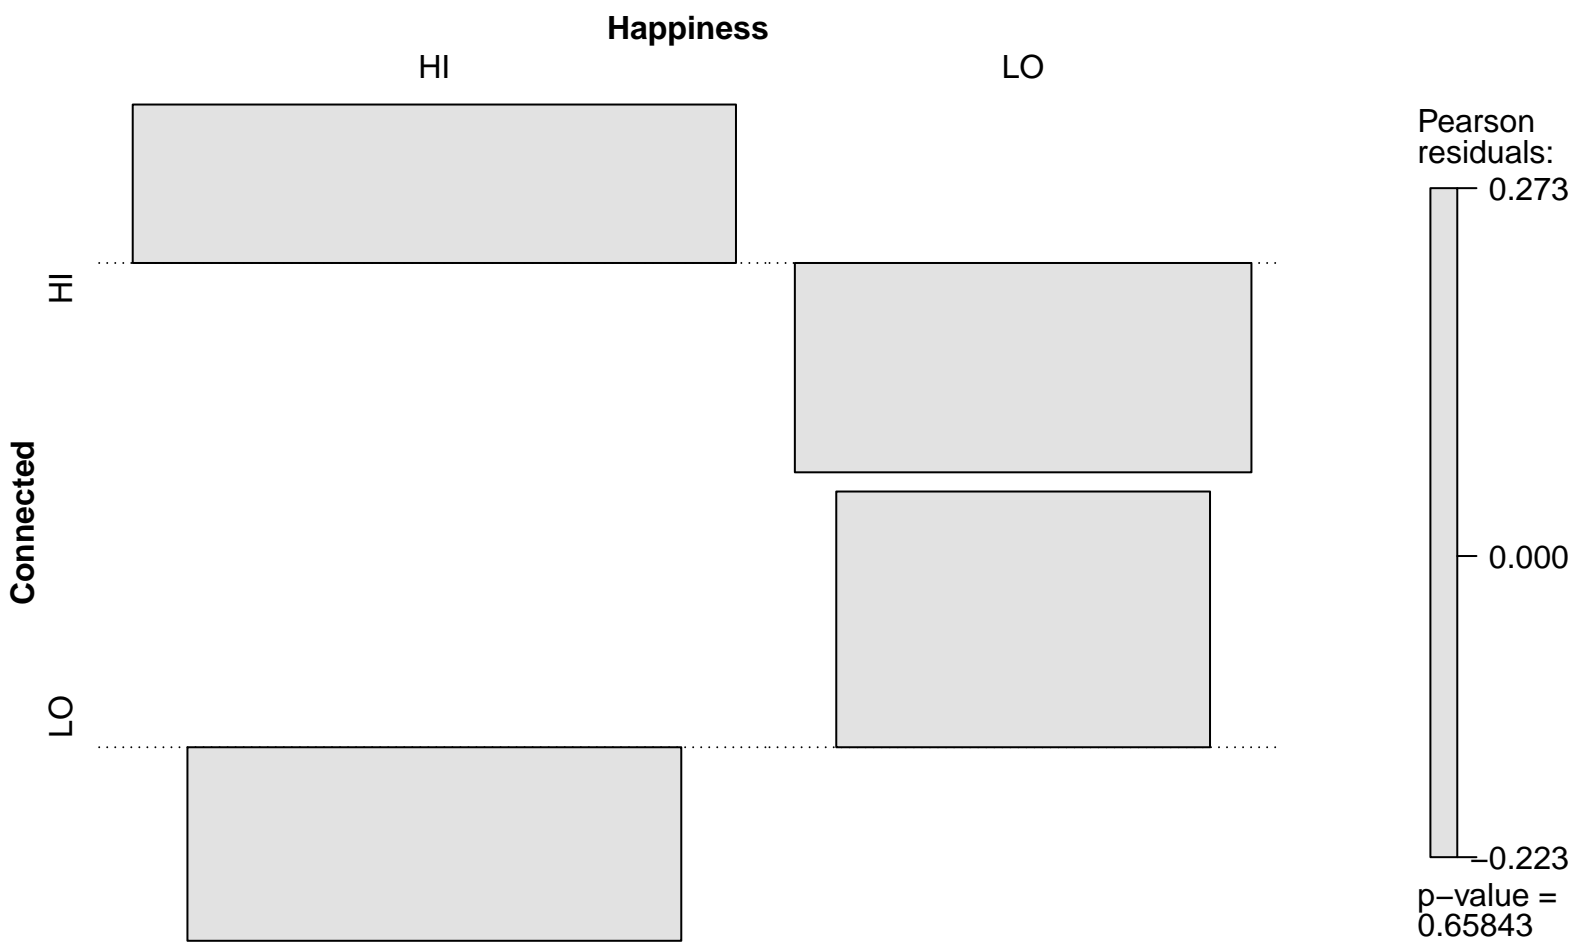 Happiness
HI LO
Pearson
residuals:
0.273
HI
Connected
0.000
LO
−0.223
p−value =
0.65843